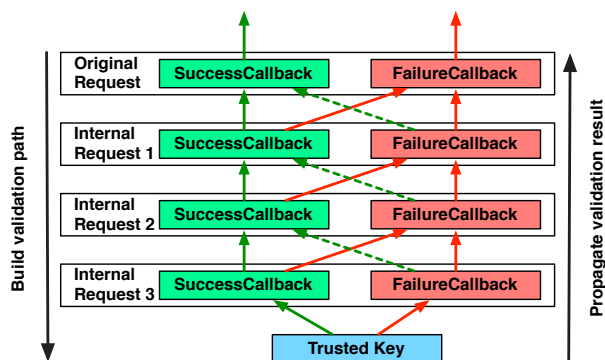 Original
Request
SuccessCallback
FailureCallback
Internal
Request 1
SuccessCallback
FailureCallback
Internal
Request 2
SuccessCallback
FailureCallback
Internal
Request 3
SuccessCallback
FailureCallback
Trusted Key
Build validation path
Propagate validation result